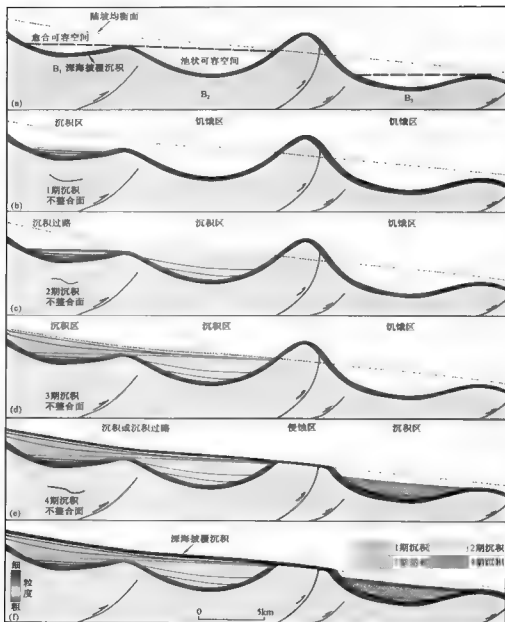 陆坡均衡面
愈合可容空间
B₁ 深海披覆沉积
池状可容空间
B₂
B₃
(a)
沉积区 饥饿区 饥饿区
1期沉积
不整合面
(b)
沉积过路 沉积区 饥饿区
2期沉积
不整合面
(c)
沉积区 沉积区 饥饿区
3期沉积
不整合面
(d)
沉积或沉积过路 侵蚀区 沉积区
4期沉积
不整合面
(e)
深海披覆沉积
1期沉积 2期沉积
细
粒度
粗
0 5km
(f)